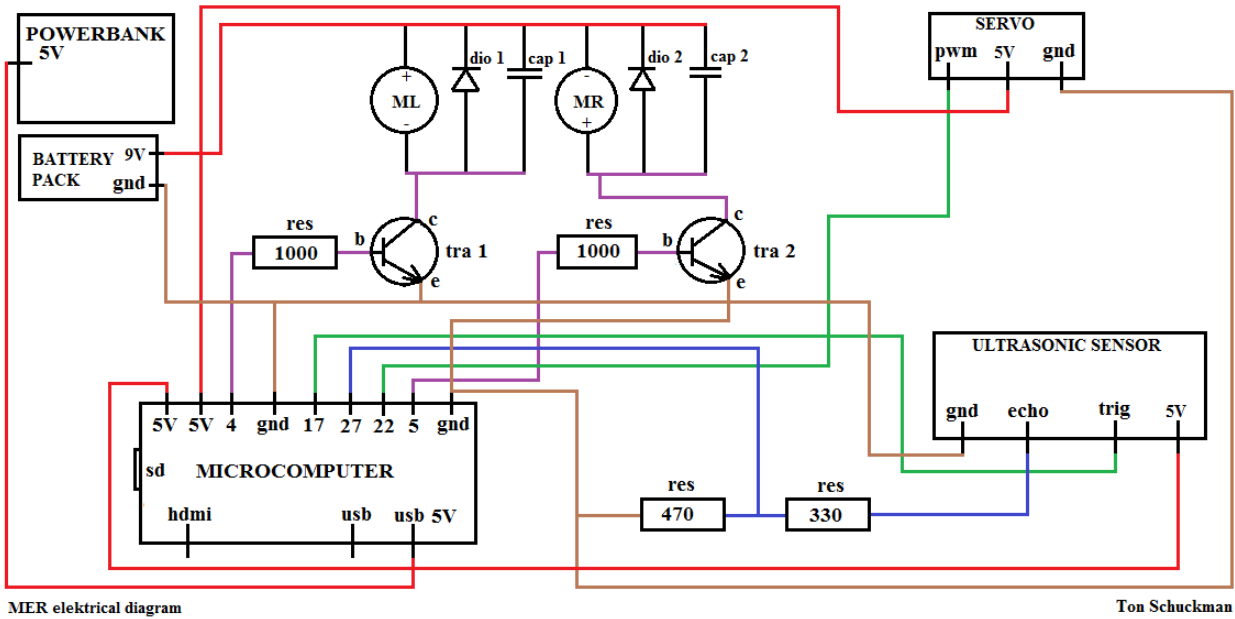 POWERBANK
5V
SERVO
pwm 5V gnd
dio 1 cap 1 dio 2 cap 2
+
ML
-
-
MR
+
BATTERY PACK
9V
gnd
res
1000
b c e
tra 1
res
1000
b c e
tra 2
ULTRASONIC SENSOR
gnd echo trig 5V
5V 5V 4 gnd 17 27 22 5 gnd
sd
MICROCOMPUTER
hdmi usb usb 5V
res
470
res
330
MER elektrical diagram
Ton Schuckman